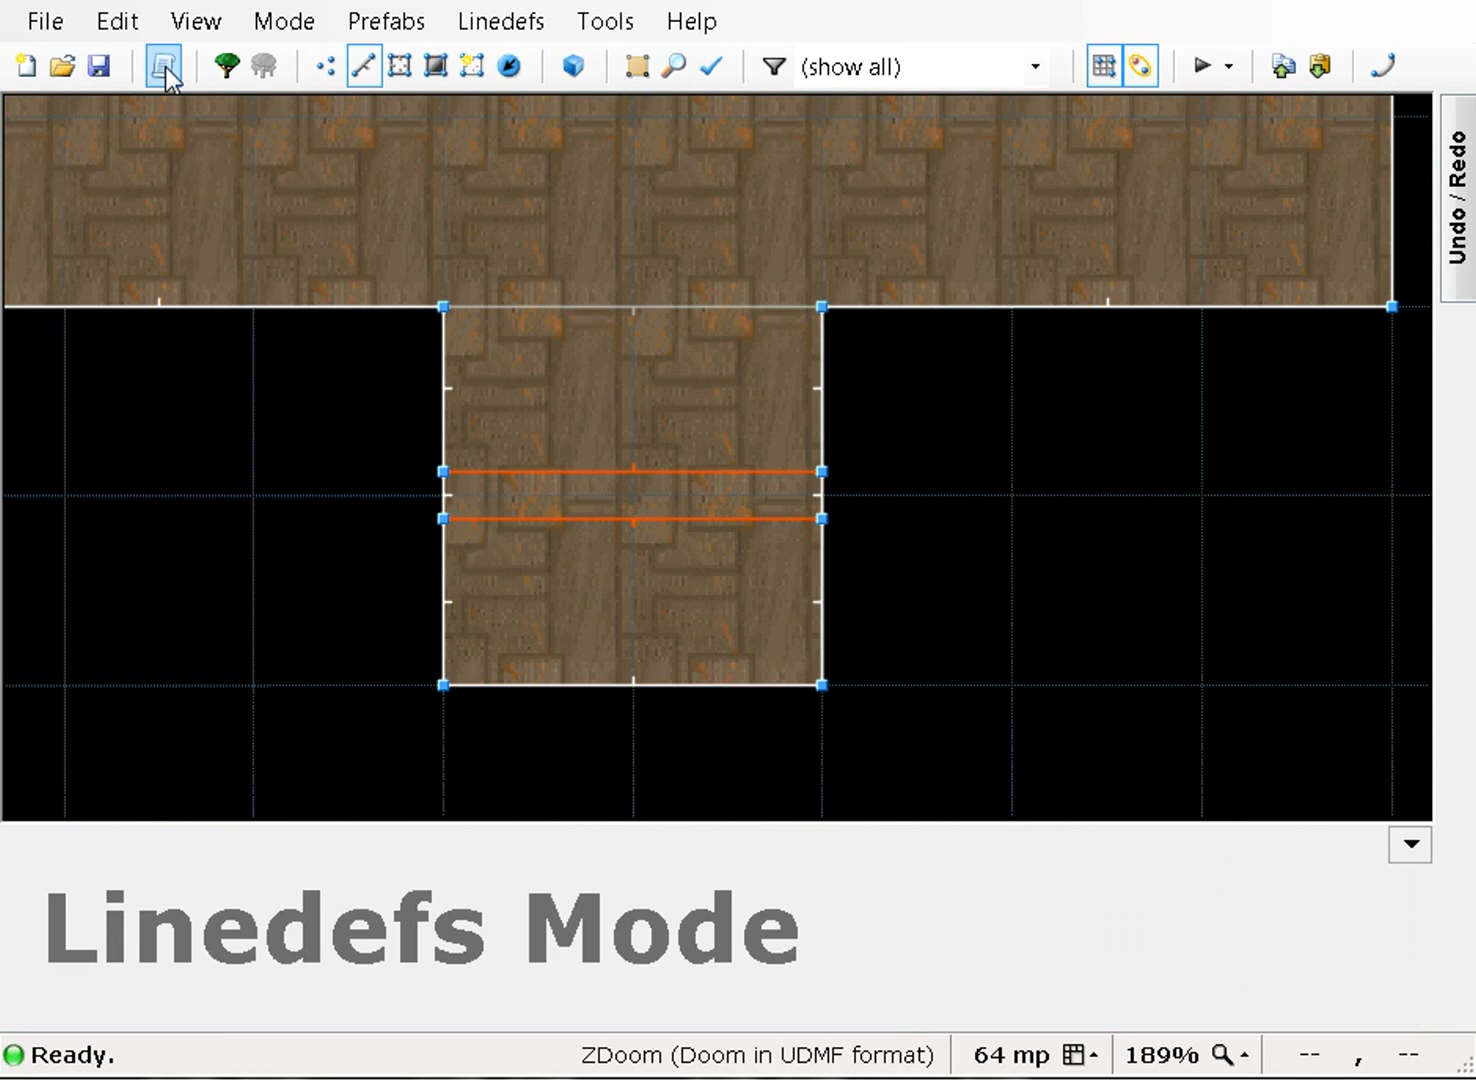 File Edit View Mode Prefabs Linedefs Tools Help
(show all)
Undo / Redo
Linedefs Mode
Ready. ZDoom (Doom in UDMF format) 64 mp 189% -- , --